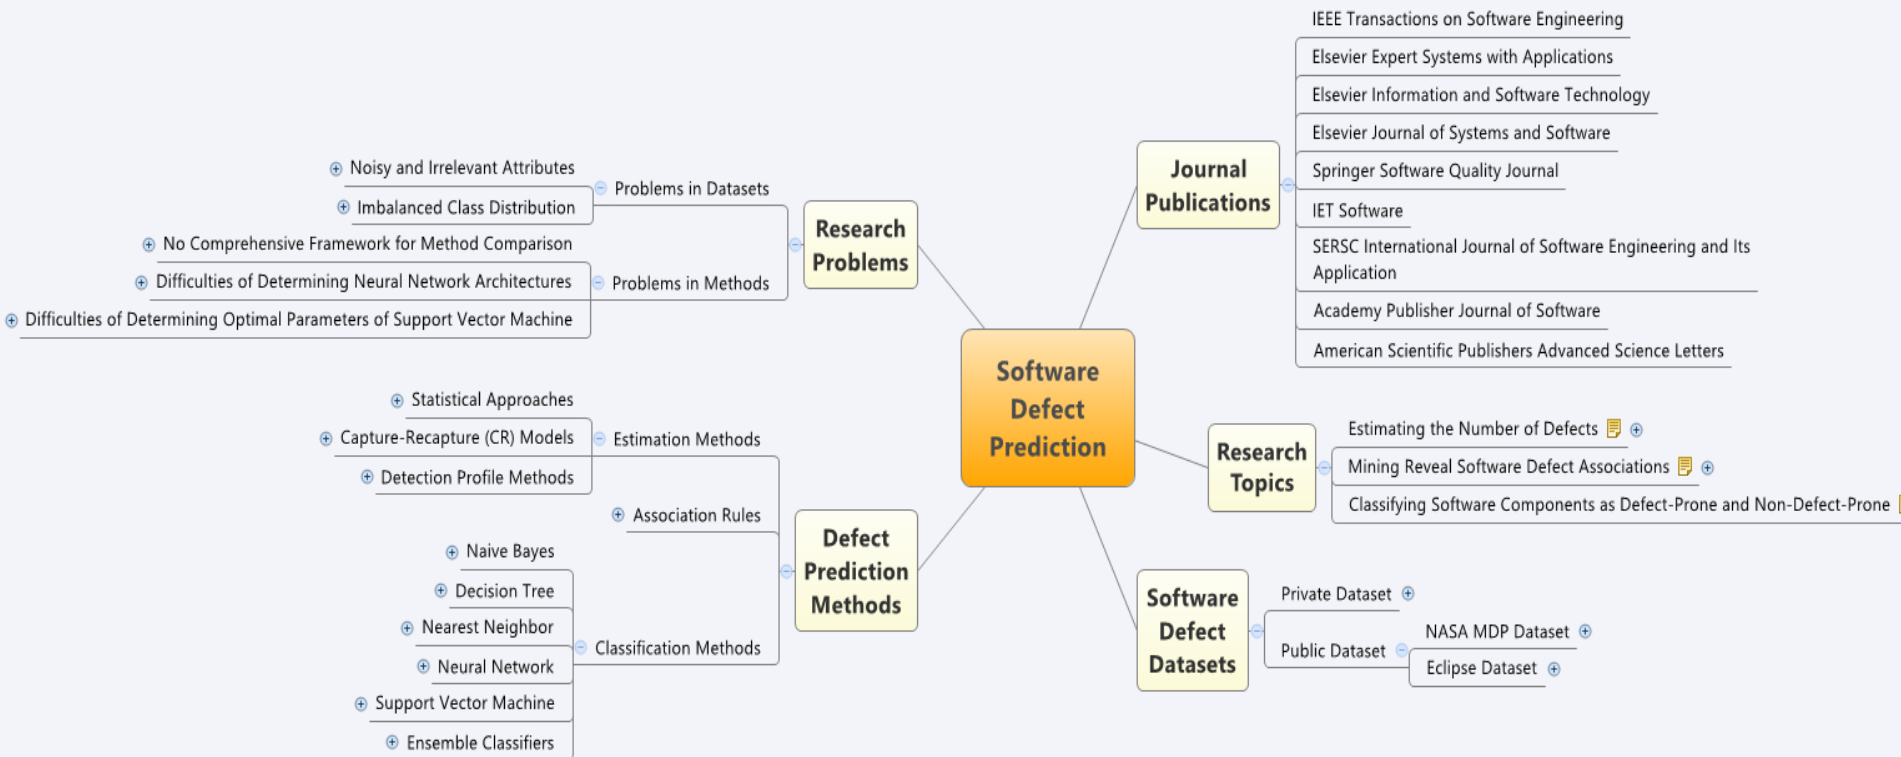 Software
Defect
Prediction
Journal
Publications
IEEE Transactions on Software Engineering
Elsevier Expert Systems with Applications
Elsevier Information and Software Technology
Elsevier Journal of Systems and Software
Springer Software Quality Journal
IET Software
SERSC International Journal of Software Engineering and Its
Application
Academy Publisher Journal of Software
American Scientific Publishers Advanced Science Letters
Research
Topics
Estimating the Number of Defects
Mining Reveal Software Defect Associations
Classifying Software Components as Defect-Prone and Non-Defect-Prone
Software
Defect
Datasets
Private Dataset
Public Dataset
NASA MDP Dataset
Eclipse Dataset
Research
Problems
Problems in Datasets
Noisy and Irrelevant Attributes
Imbalanced Class Distribution
Problems in Methods
No Comprehensive Framework for Method Comparison
Difficulties of Determining Neural Network Architectures
Difficulties of Determining Optimal Parameters of Support Vector Machine
Defect
Prediction
Methods
Estimation Methods
Statistical Approaches
Capture-Recapture (CR) Models
Detection Profile Methods
Association Rules
Classification Methods
Naive Bayes
Decision Tree
Nearest Neighbor
Neural Network
Support Vector Machine
Ensemble Classifiers